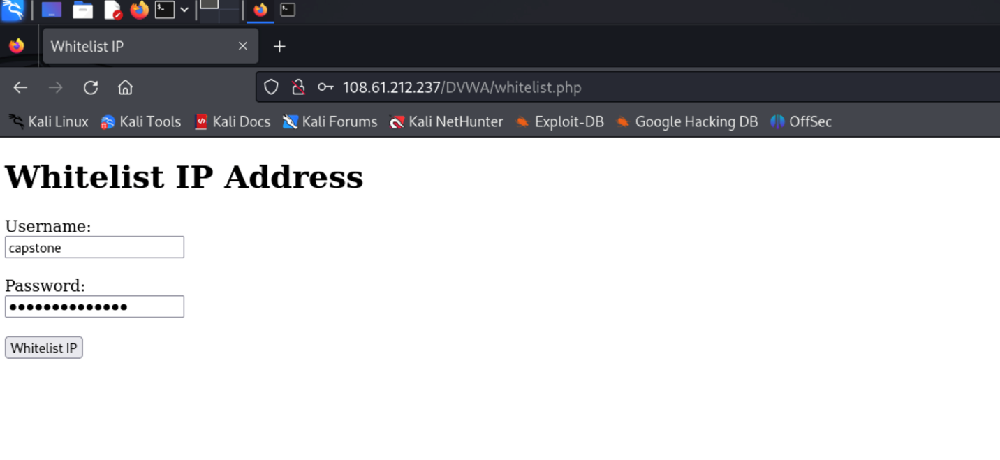 Whitelist IP
108.61.212.237/DVWA/whitelist.php
Kali Linux Kali Tools Kali Docs Kali Forums Kali NetHunter Exploit-DB Google Hacking DB OffSec
Whitelist IP Address
Username:
capstone
Password:
••••••••••••••
Whitelist IP